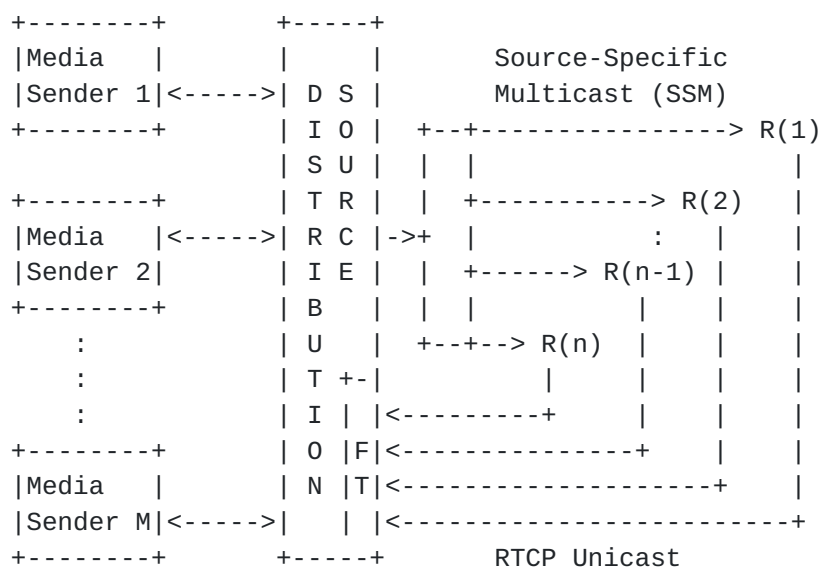 +--------+       +-----+
|Media   |       |     |       Source-Specific
|Sender 1|<----->| D S |       Multicast (SSM)
+--------+       | I O |  +--+----------------> R(1)
                 | S U |  |  |                    |
+--------+       | T R |  |  +-----------> R(2)   |
|Media   |<----->| R C |->+  |           :   |    |
|Sender 2|       | I E |  |  +------> R(n-1) |    |
+--------+       | B   |  |  |          |    |    |
    :            | U   |  +--+--> R(n)  |    |    |
    :            | T +-|          |     |    |    |
    :            | I | |<---------+     |    |    |
+--------+       | O |F|<---------------+    |    |
|Media   |       | N |T|<--------------------+    |
|Sender M|<----->|   | |<-------------------------+
+--------+       +-----+       RTCP Unicast